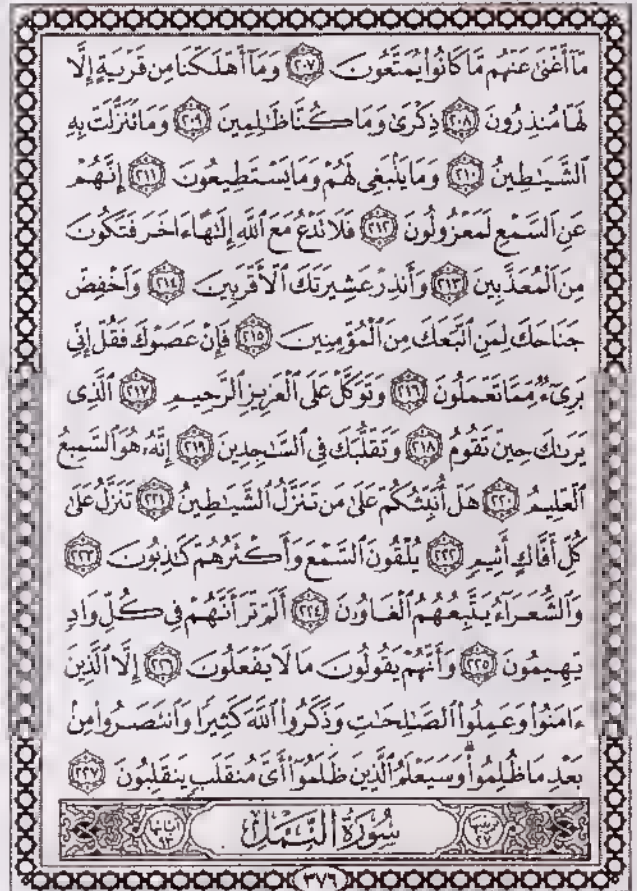 مَآ أَغْنَىٰ عَنْهُم مَّا كَانُوا۟ يُمَتَّعُونَ ٢٠٧ وَمَآ أَهْلَكْنَا مِن قَرْيَةٍ إِلَّا
لَهَا مُنذِرُونَ ٢٠٨ ذِكْرَىٰ وَمَا كُنَّا ظَٰلِمِينَ ٢٠٩ وَمَا تَنَزَّلَتْ بِهِ
ٱلشَّيَٰطِينُ ٢١٠ وَمَا يَنۢبَغِى لَهُمْ وَمَا يَسْتَطِيعُونَ ٢١١ إِنَّهُمْ
عَنِ ٱلسَّمْعِ لَمَعْزُولُونَ ٢١٢ فَلَا تَدْعُ مَعَ ٱللَّهِ إِلَٰهًا ءَاخَرَ فَتَكُونَ
مِنَ ٱلْمُعَذَّبِينَ ٢١٣ وَأَنذِرْ عَشِيرَتَكَ ٱلْأَقْرَبِينَ ٢١٤ وَٱخْفِضْ
جَنَاحَكَ لِمَنِ ٱتَّبَعَكَ مِنَ ٱلْمُؤْمِنِينَ ٢١٥ فَإِنْ عَصَوْكَ فَقُلْ إِنِّى
بَرِىٓءٌ مِّمَّا تَعْمَلُونَ ٢١٦ وَتَوَكَّلْ عَلَى ٱلْعَزِيزِ ٱلرَّحِيمِ ٢١٧ ٱلَّذِى
يَرَىٰكَ حِينَ تَقُومُ ٢١٨ وَتَقَلُّبَكَ فِى ٱلسَّٰجِدِينَ ٢١٩ إِنَّهُۥ هُوَ ٱلسَّمِيعُ
ٱلْعَلِيمُ ٢٢٠ هَلْ أُنَبِّئُكُمْ عَلَىٰ مَن تَنَزَّلُ ٱلشَّيَٰطِينُ ٢٢١ تَنَزَّلُ عَلَىٰ
كُلِّ أَفَّاكٍ أَثِيمٍ ٢٢٢ يُلْقُونَ ٱلسَّمْعَ وَأَكْثَرُهُمْ كَٰذِبُونَ ٢٢٣
وَٱلشُّعَرَآءُ يَتَّبِعُهُمُ ٱلْغَاوُۥنَ ٢٢٤ أَلَمْ تَرَ أَنَّهُمْ فِى كُلِّ وَادٍ
يَهِيمُونَ ٢٢٥ وَأَنَّهُمْ يَقُولُونَ مَا لَا يَفْعَلُونَ ٢٢٦ إِلَّا ٱلَّذِينَ
ءَامَنُوا۟ وَعَمِلُوا۟ ٱلصَّٰلِحَٰتِ وَذَكَرُوا۟ ٱللَّهَ كَثِيرًا وَٱنتَصَرُوا۟ مِنۢ
بَعْدِ مَا ظُلِمُوا۟ ۗ وَسَيَعْلَمُ ٱلَّذِينَ ظَلَمُوٓا۟ أَىَّ مُنقَلَبٍ يَنقَلِبُونَ ٢٢٧
سُورَةُ النَّمْلِ
٣٧٦